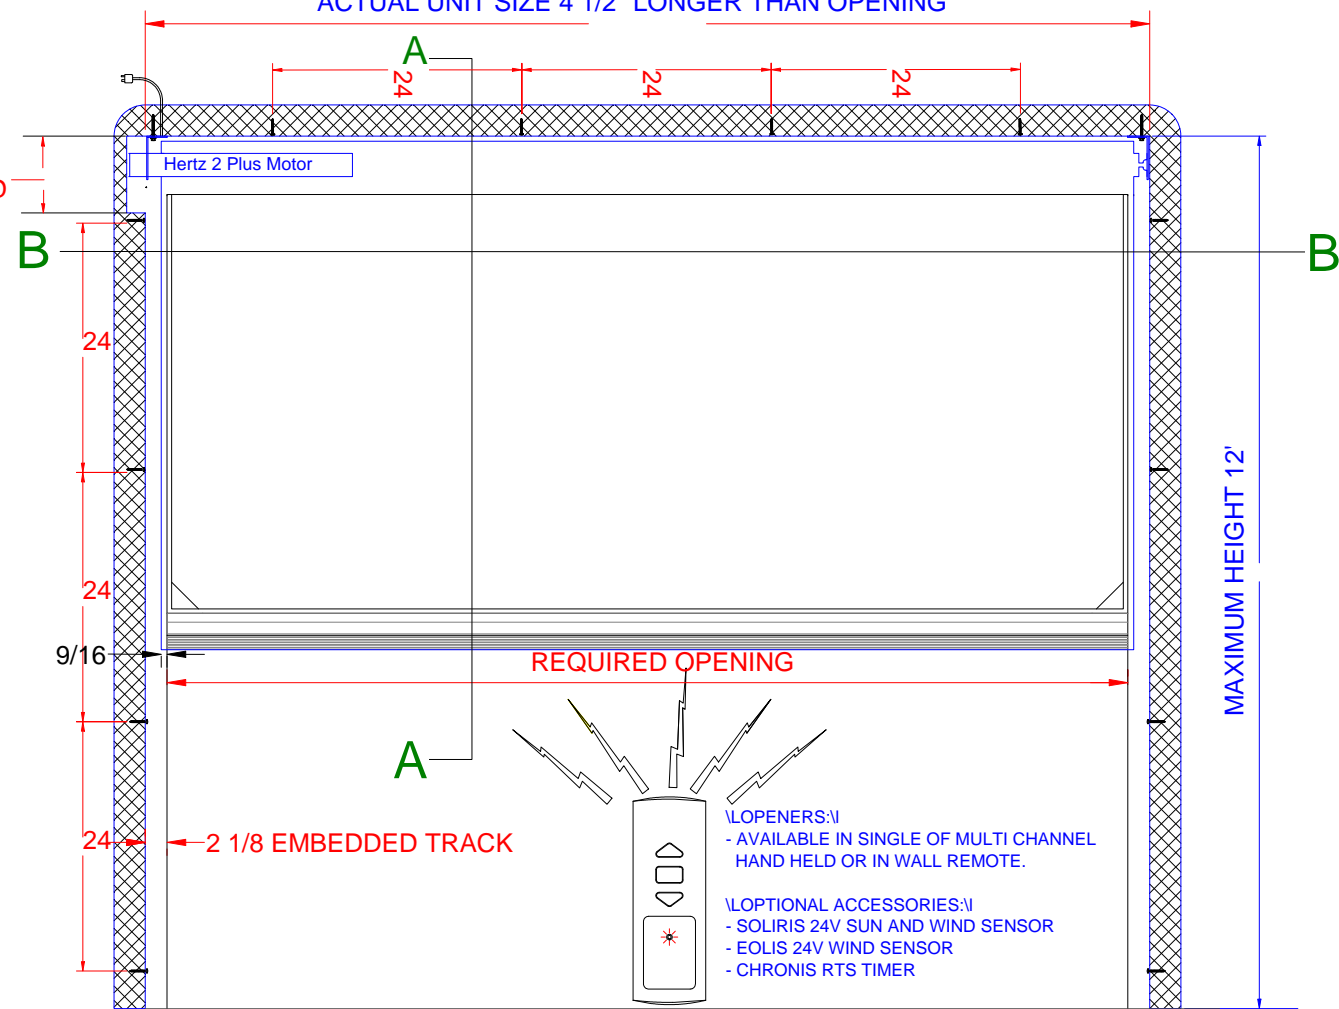 ACTUAL UNIT SIZE 4 1/2" LONGER THAN OPENING
A
24
24
24
Hertz 2 Plus Motor
B
B
24
24
24
MAXIMUM HEIGHT 12'
9/16
REQUIRED OPENING
A
2 1/8 EMBEDDED TRACK
\LOPENERS:\l
- AVAILABLE IN SINGLE OF MULTI CHANNEL
HAND HELD OR IN WALL REMOTE.
\LOPTIONAL ACCESSORIES:\l
- SOLIRIS 24V SUN AND WIND SENSOR
- EOLIS 24V WIND SENSOR
- CHRONIS RTS TIMER